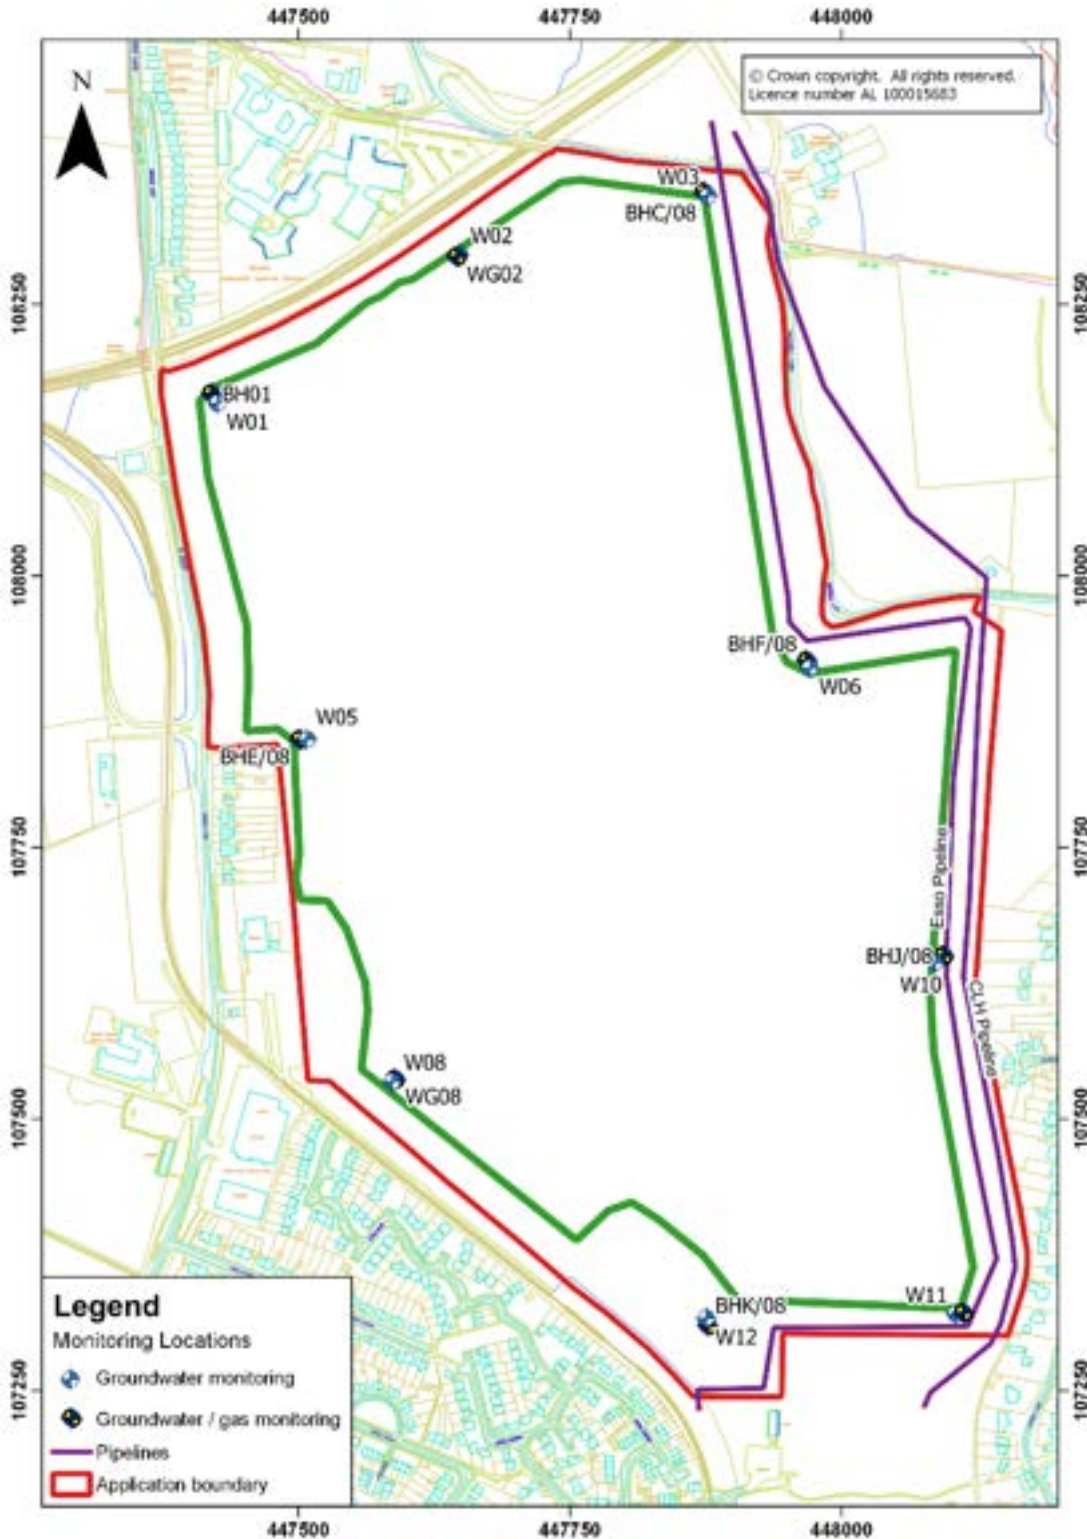 447500
447750
448000
© Crown copyright. All rights reserved.
Licence number AL 100015683
N
W03
BHC/08
W02
WG02
108250
108250
BH01
W01
108000
108000
BHF/08
W06
W05
BHE/08
107750
107750
Esso Pipeline
BHJ/08
W10
CLH Pipeline
W08
WG08
107500
107500
W11
BHK/08
W12
Legend
Monitoring Locations
Groundwater monitoring
Groundwater / gas monitoring
Pipelines
Application boundary
107250
107250
447500
447750
448000